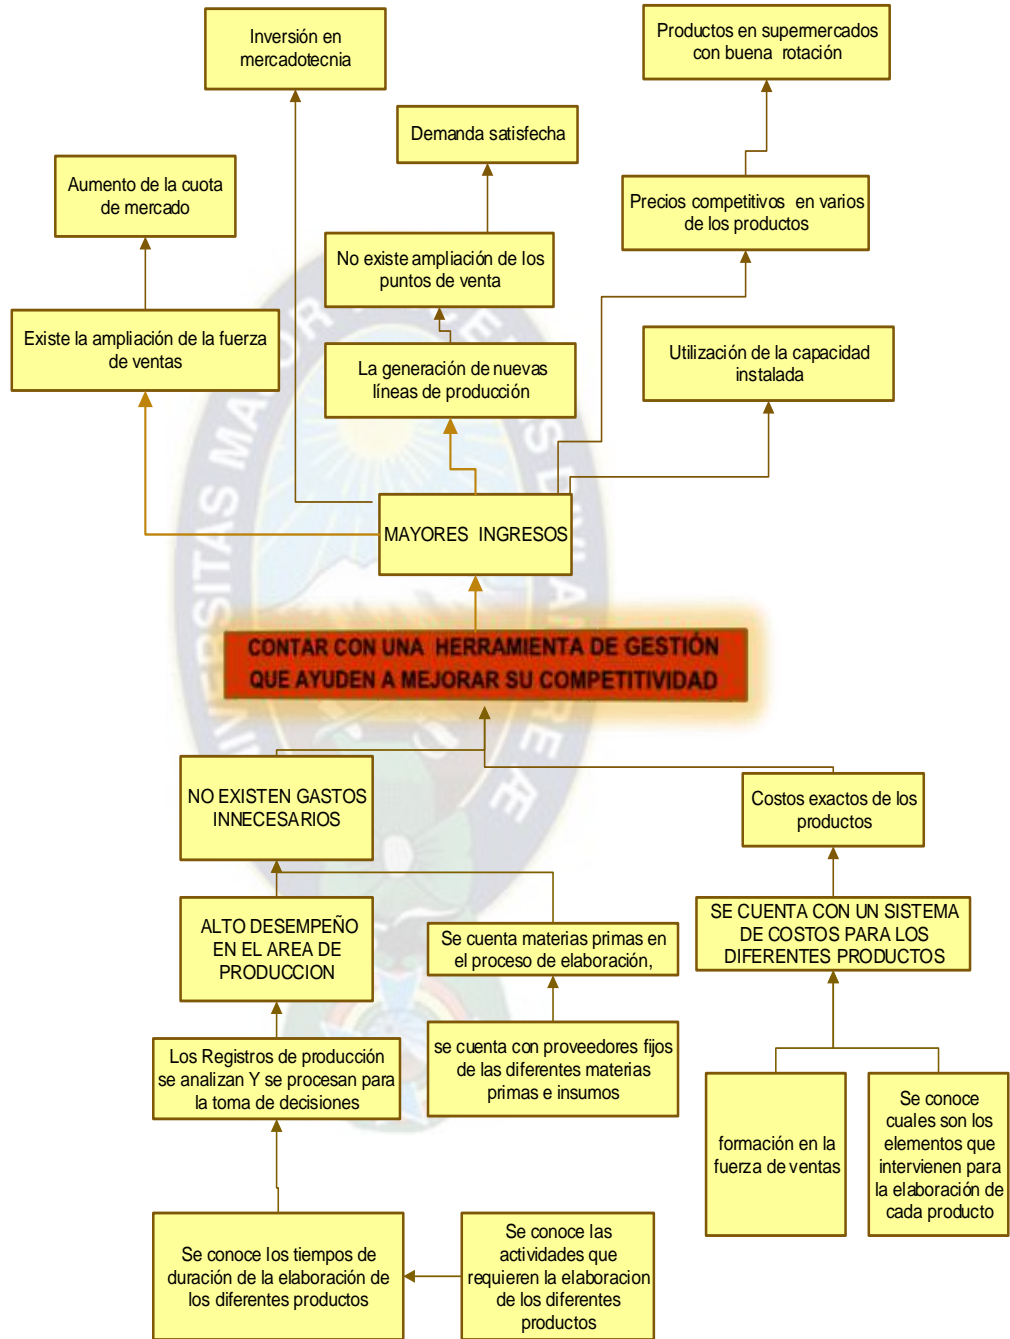 Inversión en
mercadotecnia
Productos en supermercados
con buena rotación
Demanda satisfecha
Aumento de la cuota
de mercado
Precios competitivos en varios
de los productos
No existe ampliación de los
puntos de venta
Existe la ampliación de la fuerza
de ventas
La generación de nuevas
líneas de producción
Utilización de la capacidad
instalada
MAYORES INGRESOS
CONTAR CON UNA HERRAMIENTA DE GESTIÓN
QUE AYUDEN A MEJORAR SU COMPETITIVIDAD
NO EXISTEN GASTOS
INNECESARIOS
Costos exactos de los
productos
ALTO DESEMPEÑO
EN EL AREA DE
PRODUCCION
Se cuenta materias primas en
el proceso de elaboración,
SE CUENTA CON UN SISTEMA
DE COSTOS PARA LOS
DIFERENTES PRODUCTOS
Los Registros de producción
se analizan Y se procesan para
la toma de decisiones
se cuenta con proveedores fijos
de las diferentes materias
primas e insumos
formación en la
fuerza de ventas
Se conoce
cuales son los
elementos que
intervienen para
la elaboración de
cada producto
Se conoce los tiempos de
duración de la elaboración de
los diferentes productos
Se conoce las
actividades que
requieren la elaboracion
de los diferentes
productos